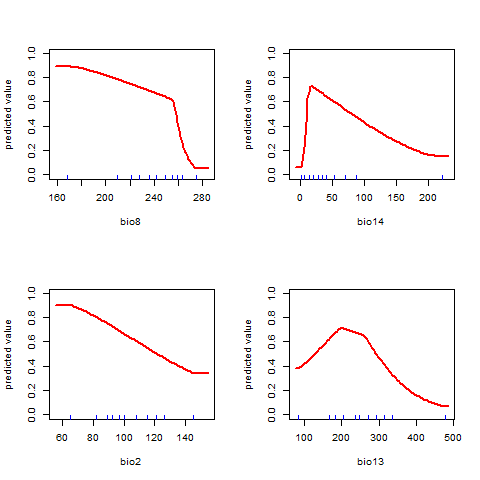 predicted value
0.0 0.2 0.4 0.6 0.8 1.0
160 200 240 280
bio8
predicted value
0.0 0.2 0.4 0.6 0.8 1.0
0 50 100 200
bio14
predicted value
0.0 0.2 0.4 0.6 0.8 1.0
60 80 100 120 140
bio2
predicted value
0.0 0.2 0.4 0.6 0.8 1.0
100 200 300 400 500
bio13